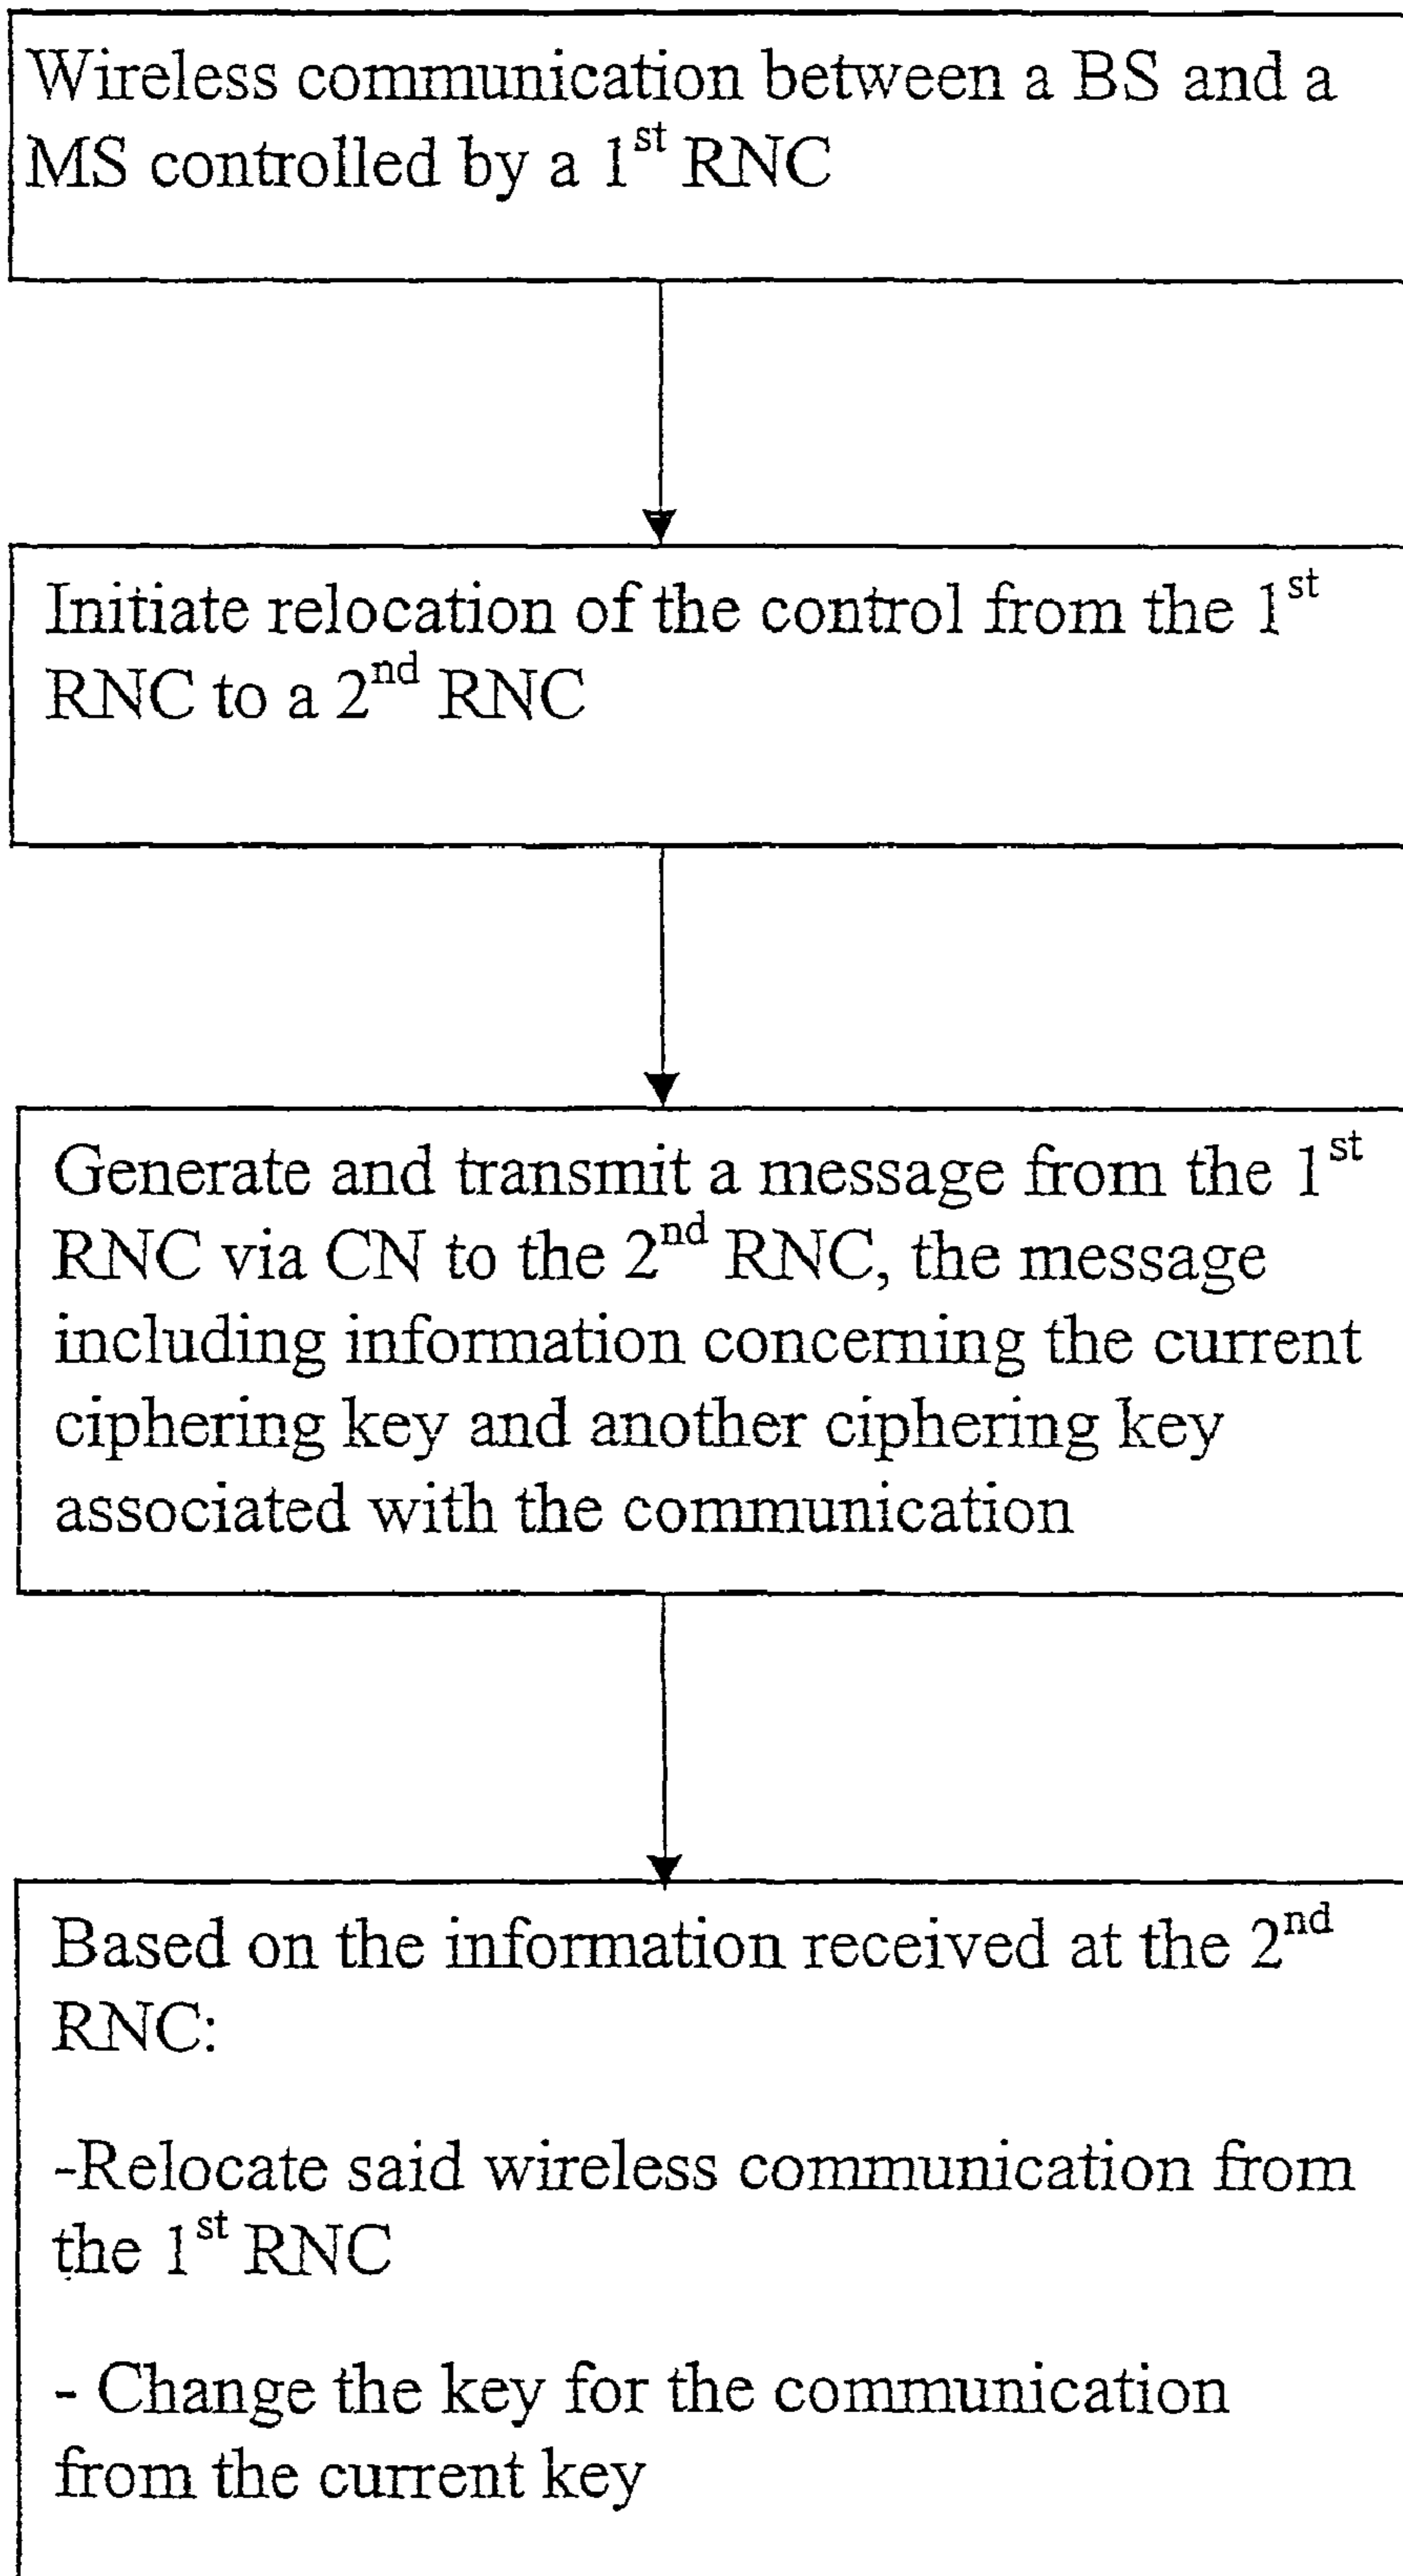 Wireless communication between a BS and a
MS controlled by a 1st RNC
Initiate relocation of the control from the 1st
RNC to a 2nd RNC
Generate and transmit a message from the 1st
RNC via CN to the 2nd RNC, the message
including information concerning the current
ciphering key and another ciphering key
associated with the communication
Based on the information received at the 2nd
RNC:
-Relocate said wireless communication from
the 1st RNC
- Change the key for the communication
from the current key